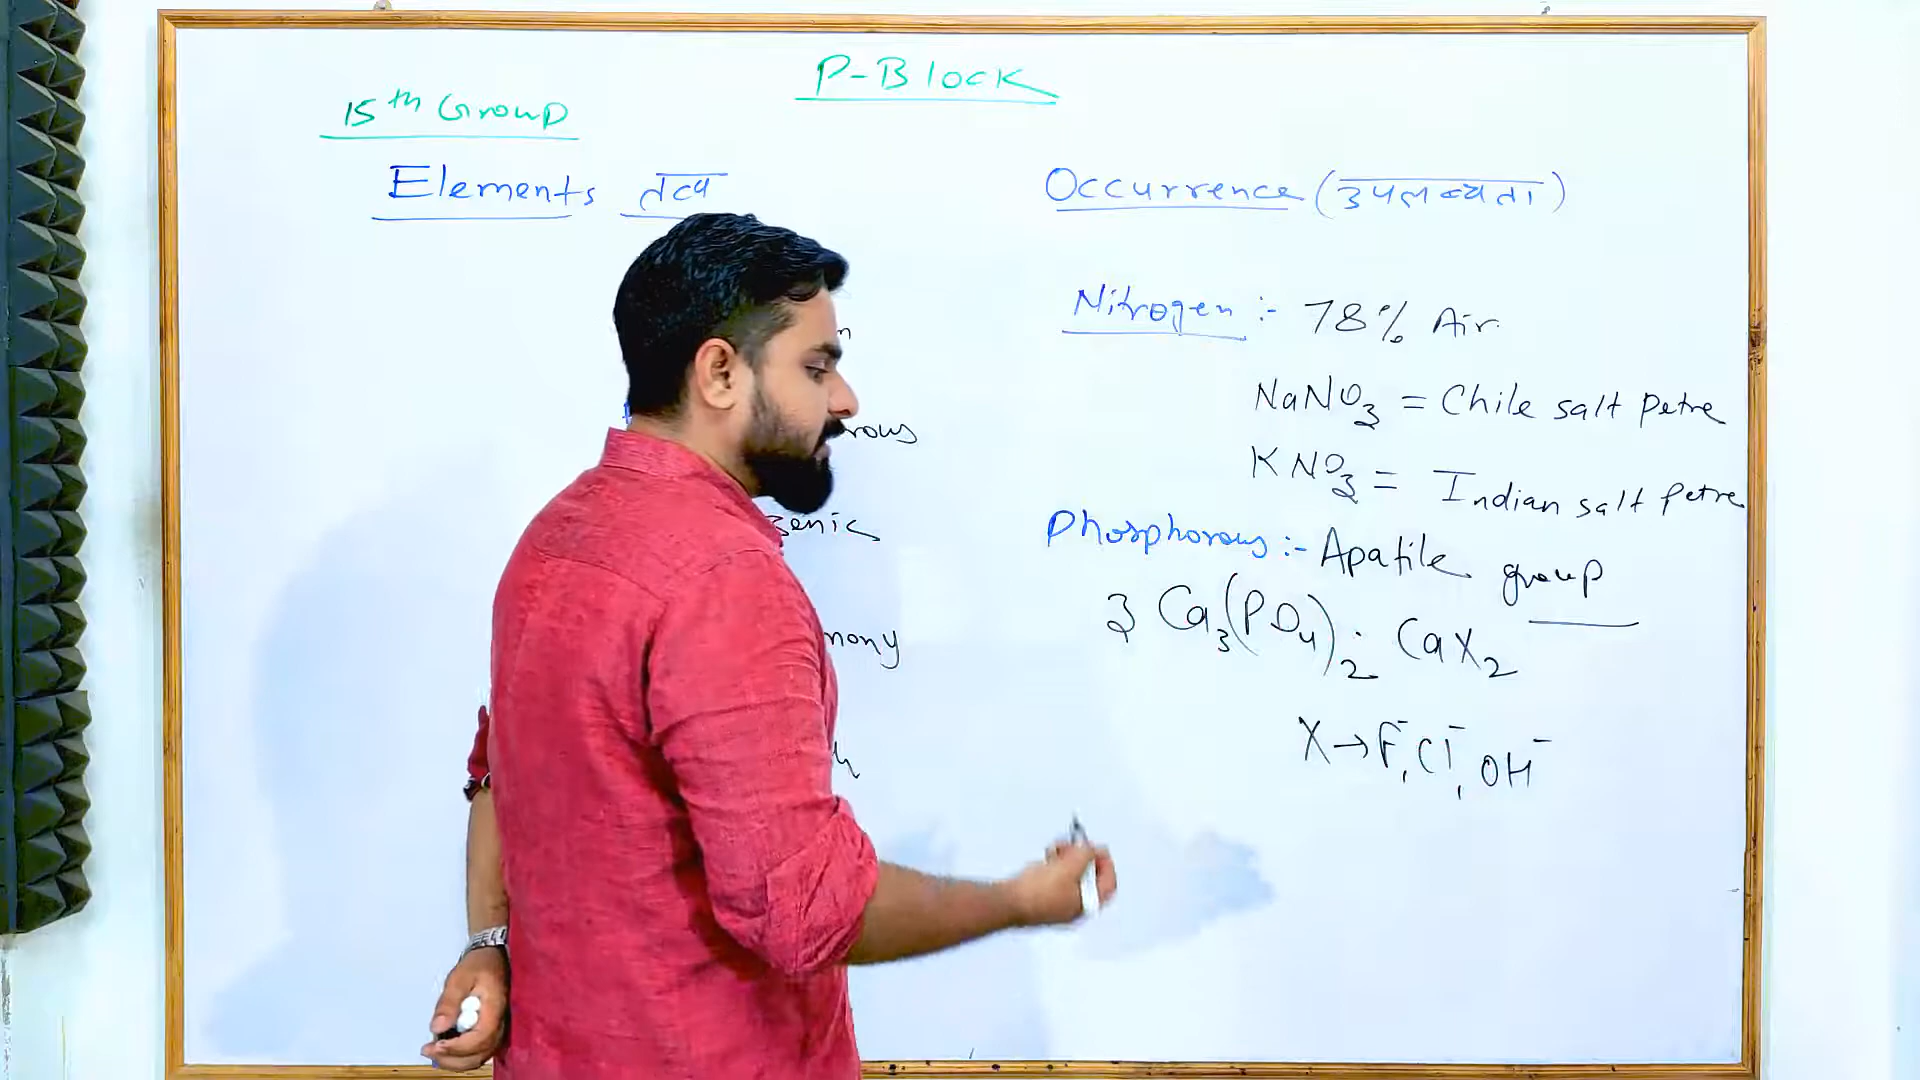 P-Block
15th Group
Elements तत्व
Occurrence (उपलब्धता)
Nitrogen :- 78% Air
NaNO3 = Chile salt petre
KNO3 = Indian salt petre
Phosphorous :- Apatite group
3 Ca3(PO4)2 . CaX2
X → F-, Cl-, OH-